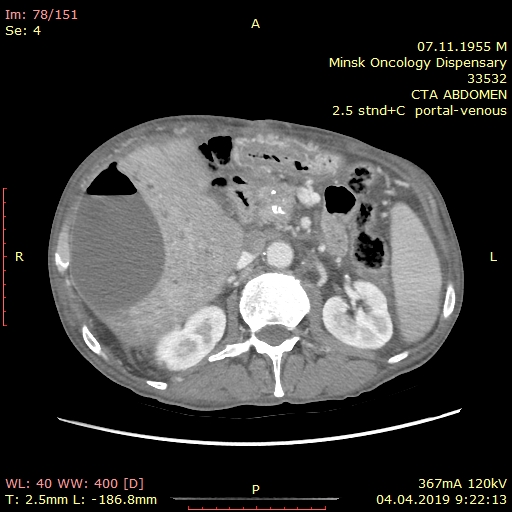 Im: 78/151
Se: 4
A
07.11.1955 M
Minsk Oncology Dispensary
33532
CTA ABDOMEN
2.5 stnd+C portal-venous
R
L
WL: 40 WW: 400 [D]
T: 2.5mm L: -186.8mm
P
367mA 120kV
04.04.2019 9:22:13